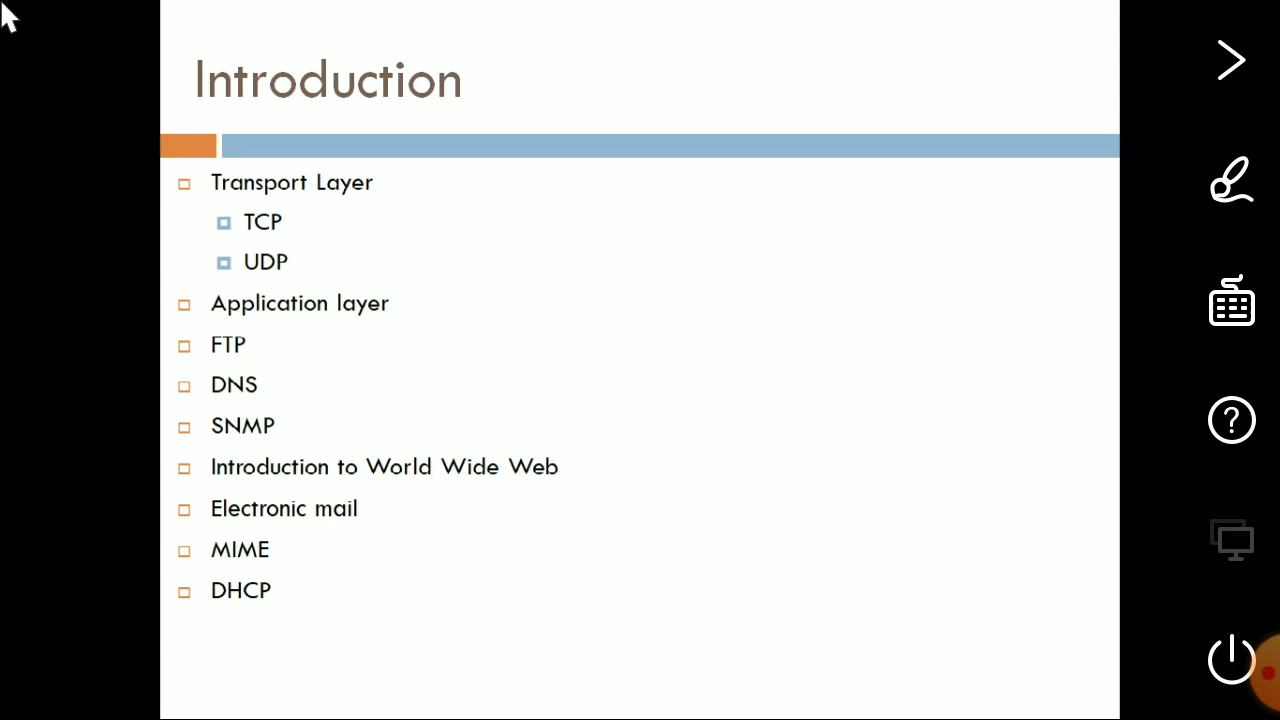 Introduction
Transport Layer
TCP
UDP
Application layer
FTP
DNS
SNMP
Introduction to World Wide Web
Electronic mail
MIME
DHCP